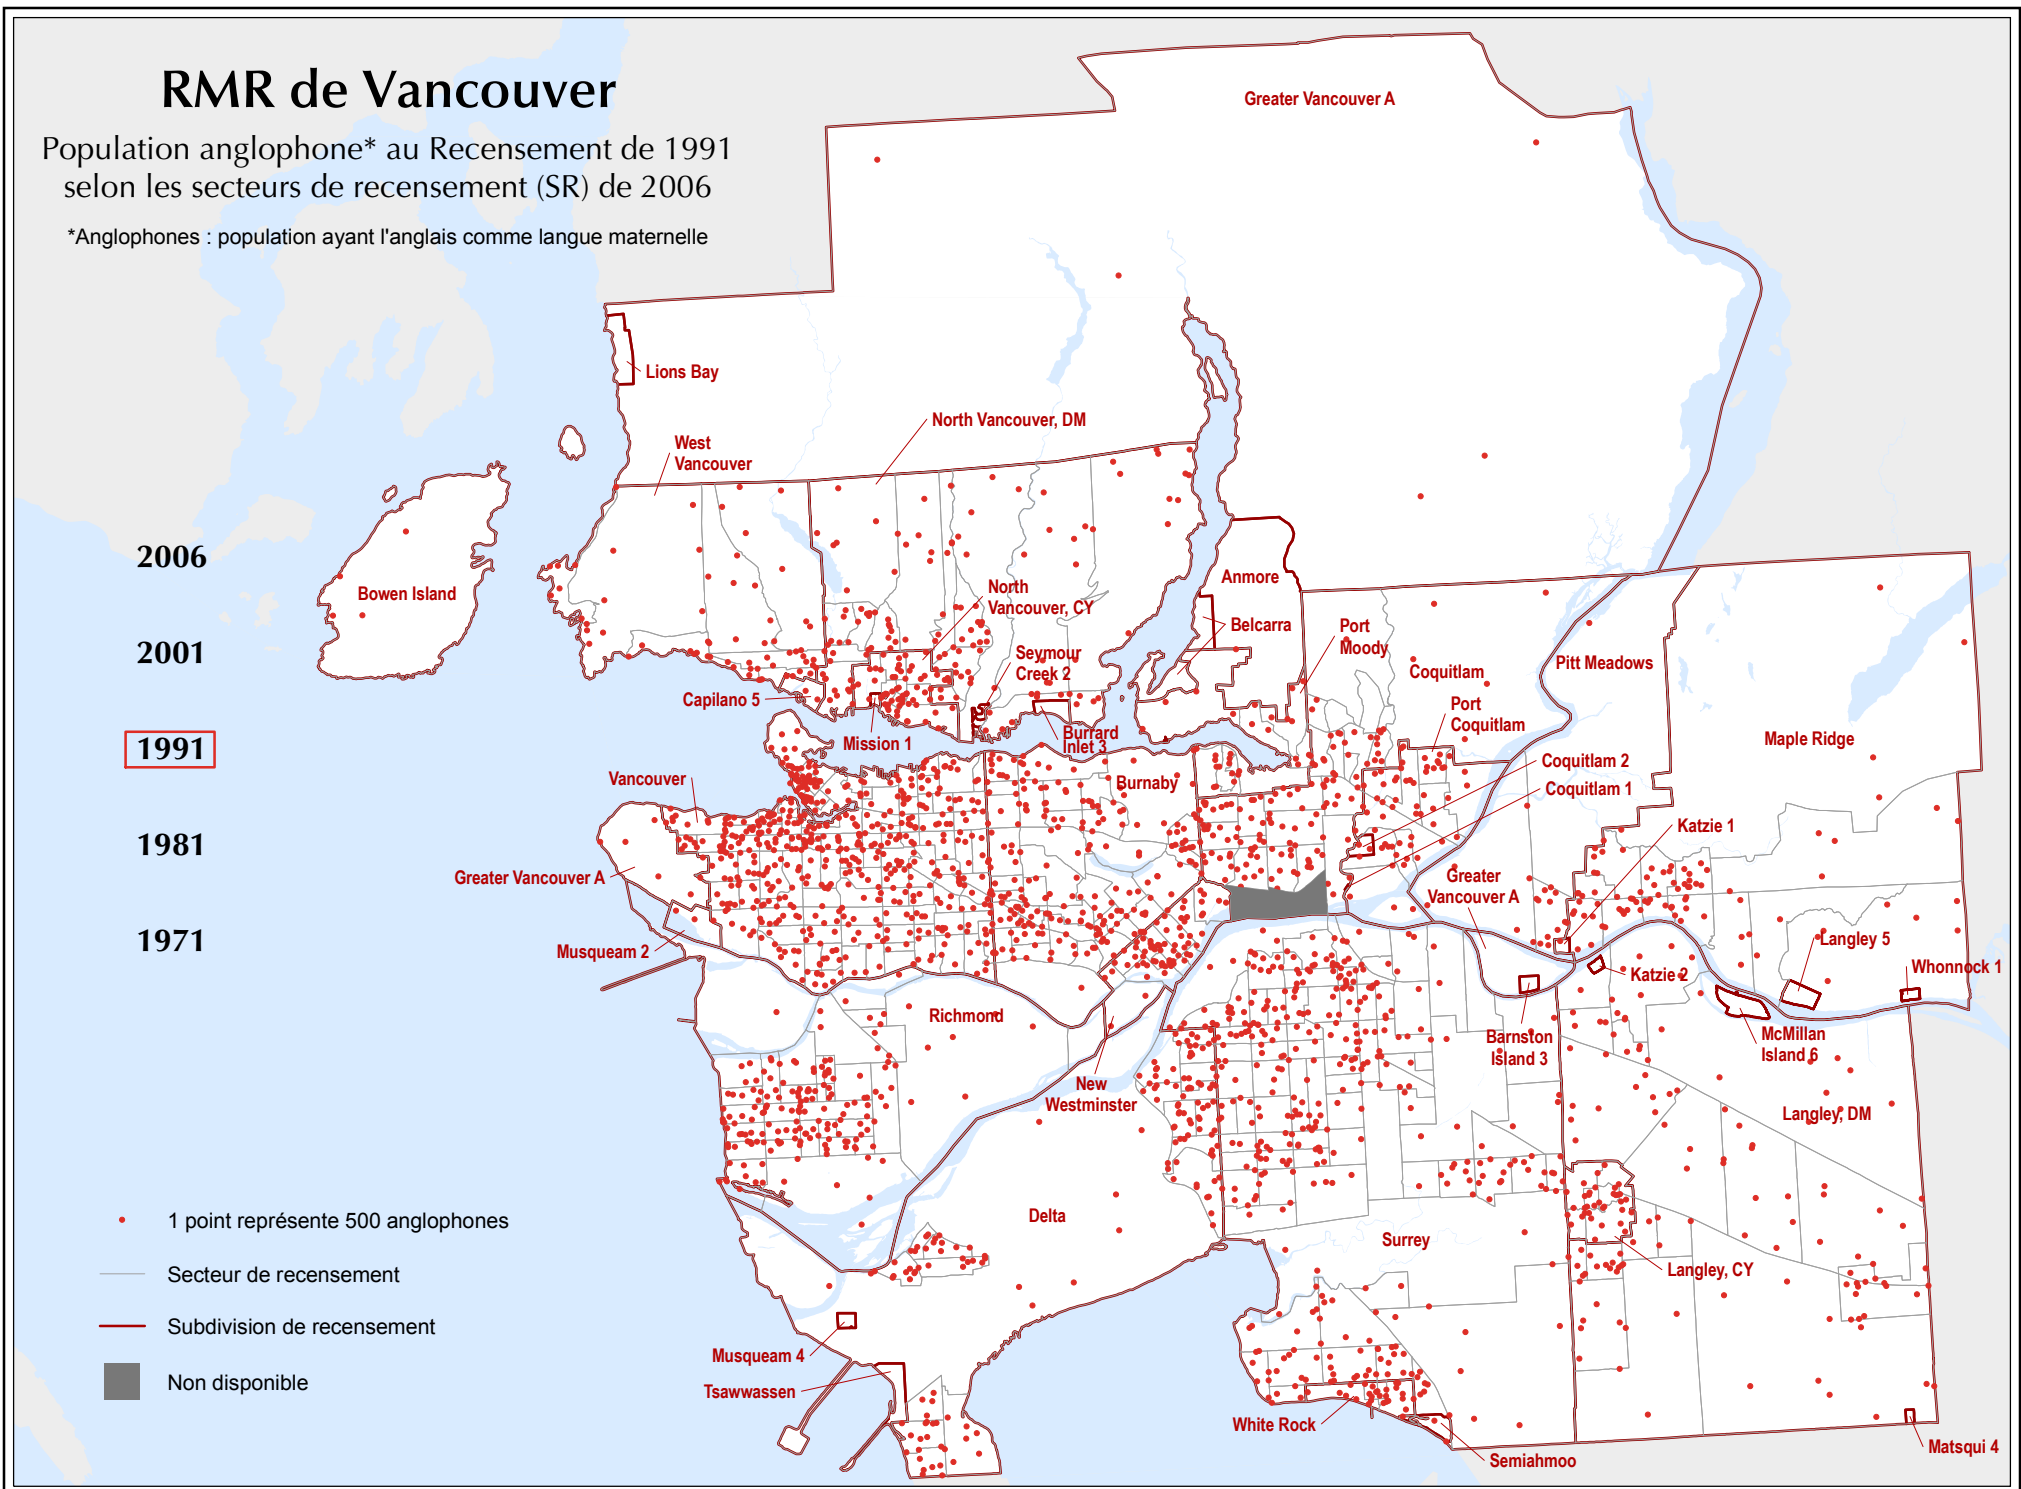 RMR de Vancouver
Population anglophone* au Recensement de 1991
selon les secteurs de recensement (SR) de 2006
*Anglophones : population ayant l'anglais comme langue maternelle
Greater Vancouver A
Lions Bay
North Vancouver, DM
West
Vancouver
2006
Bowen Island
North
Vancouver, CY
Anmore
Belcarra
Port
Moody
2001
Seymour
Creek 2
Coquitlam
Pitt Meadows
Capilano 5
Port
Coquitlam
1991
Mission 1
Burrard
Inlet 3
Maple Ridge
Vancouver
Burnaby
Coquitlam 2
Coquitlam 1
Katzie 1
1981
Greater Vancouver A
Greater
Vancouver A
1971
Musqueam 2
Langley 5
Katzie 2
Whonnock 1
Richmond
Barnston
Island 3
McMillan
Island 6
New
Westminster
Langley, DM
1 point représente 500 anglophones
Delta
Surrey
Secteur de recensement
Langley, CY
Subdivision de recensement
Musqueam 4
Non disponible
Tsawwassen
White Rock
Semiahmoo
Matsqui 4